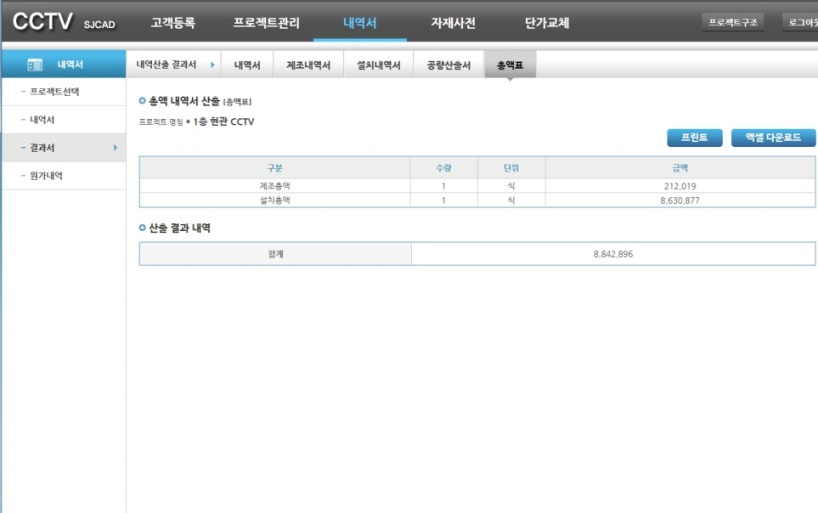 CCTV SJCAD 고객등록 프로젝트관리 내역서 자재사전 단가교체 프로젝트구조 로그아웃
내역서 내역산출 결과서 내역서 제조내역서 설치내역서 공량산출서 총액표
- 프로젝트선택
- 내역서
- 결과서
- 원가내역
총액 내역서 산출 [총액표]
프로젝트 명칭 • 1층 현관 CCTV
프린트 엑셀 다운로드
구분 수량 단위 금액
제조총액 1 식 212,019
설치총액 1 식 8,630,877
산출 결과 내역
합계 8,842,896